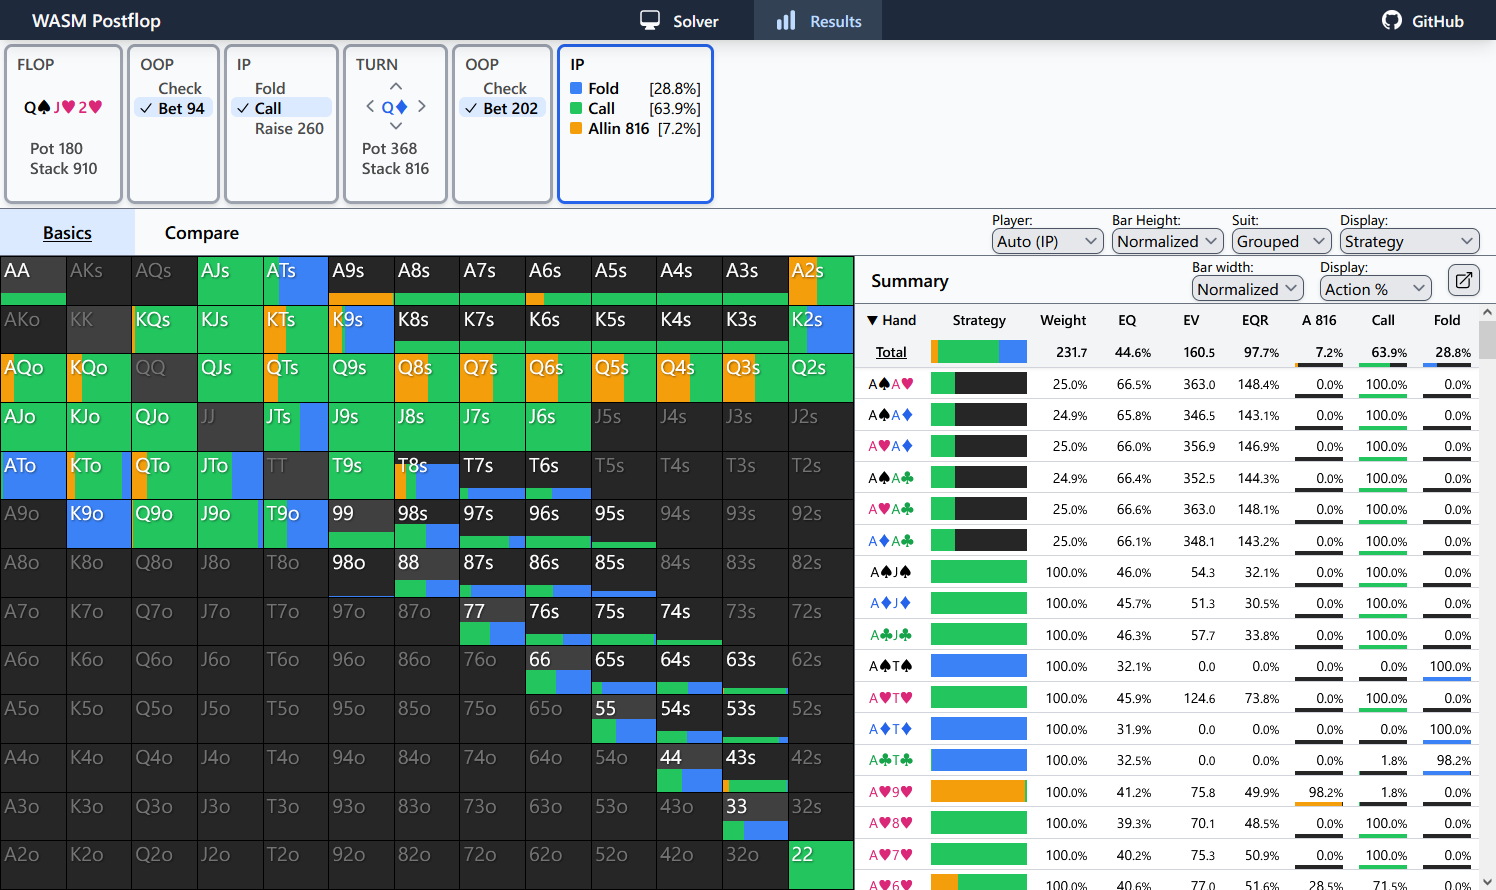 WASM Postflop Solver Results GitHub
FLOP OOP IP TURN OOP IP
Check Fold Check Fold [28.8%]
Q♠ J♥ 2♥ ✓ Bet 94 ✓ Call < Q♦ > ✓ Bet 202 Call [63.9%]
Raise 260 Allin 816 [7.2%]
Pot 180 Pot 368
Stack 910 Stack 816
Basics Compare
Player: Bar Height: Suit: Display:
Auto (IP) Normalized Grouped Strategy
Summary
Bar width: Display:
Normalized Action %
AA AKs AQs AJs ATs A9s A8s A7s A6s A5s A4s A3s A2s
AKo KK KQs KJs KTs K9s K8s K7s K6s K5s K4s K3s K2s
AQo KQo QQ QJs QTs Q9s Q8s Q7s Q6s Q5s Q4s Q3s Q2s
AJo KJo QJo JJ JTs J9s J8s J7s J6s J5s J4s J3s J2s
ATo KTo QTo JTo TT T9s T8s T7s T6s T5s T4s T3s T2s
A9o K9o Q9o J9o T9o 99 98s 97s 96s 95s 94s 93s 92s
A8o K8o Q8o J8o T8o 98o 88 87s 86s 85s 84s 83s 82s
A7o K7o Q7o J7o T7o 97o 87o 77 76s 75s 74s 73s 72s
A6o K6o Q6o J6o T6o 96o 86o 76o 66 65s 64s 63s 62s
A5o K5o Q5o J5o T5o 95o 85o 75o 65o 55 54s 53s 52s
A4o K4o Q4o J4o T4o 94o 84o 74o 64o 54o 44 43s 42s
A3o K3o Q3o J3o T3o 93o 83o 73o 63o 53o 43o 33 32s
A2o K2o Q2o J2o T2o 92o 82o 72o 62o 52o 42o 32o 22
▼ Hand Strategy Weight EQ EV EQR A 816 Call Fold
Total 231.7 44.6% 160.5 97.7% 7.2% 63.9% 28.8%
A♠A♥ 25.0% 66.5% 363.0 148.4% 0.0% 100.0% 0.0%
A♠A♦ 24.9% 65.8% 346.5 143.1% 0.0% 100.0% 0.0%
A♥A♦ 25.0% 66.0% 356.9 146.9% 0.0% 100.0% 0.0%
A♠A♣ 24.9% 66.4% 352.5 144.3% 0.0% 100.0% 0.0%
A♥A♣ 25.0% 66.6% 363.0 148.1% 0.0% 100.0% 0.0%
A♦A♣ 25.0% 66.1% 348.1 143.2% 0.0% 100.0% 0.0%
A♠J♠ 100.0% 46.0% 54.3 32.1% 0.0% 100.0% 0.0%
A♦J♦ 100.0% 45.7% 51.3 30.5% 0.0% 100.0% 0.0%
A♣J♣ 100.0% 46.3% 57.7 33.8% 0.0% 100.0% 0.0%
A♠T♠ 100.0% 32.1% 0.0 0.0% 0.0% 0.0% 100.0%
A♥T♥ 100.0% 45.9% 124.6 73.8% 0.0% 100.0% 0.0%
A♦T♦ 100.0% 31.9% 0.0 0.0% 0.0% 0.0% 100.0%
A♣T♣ 100.0% 32.5% 0.0 0.0% 0.0% 1.8% 98.2%
A♥9♥ 100.0% 41.2% 75.8 49.9% 98.2% 1.8% 0.0%
A♥8♥ 100.0% 39.3% 70.1 48.5% 0.0% 100.0% 0.0%
A♥7♥ 100.0% 40.2% 75.3 50.9% 0.0% 100.0% 0.0%
A♥6♥ 100.0% 40.6% 77.0 51.6% 28.5% 71.5% 0.0%